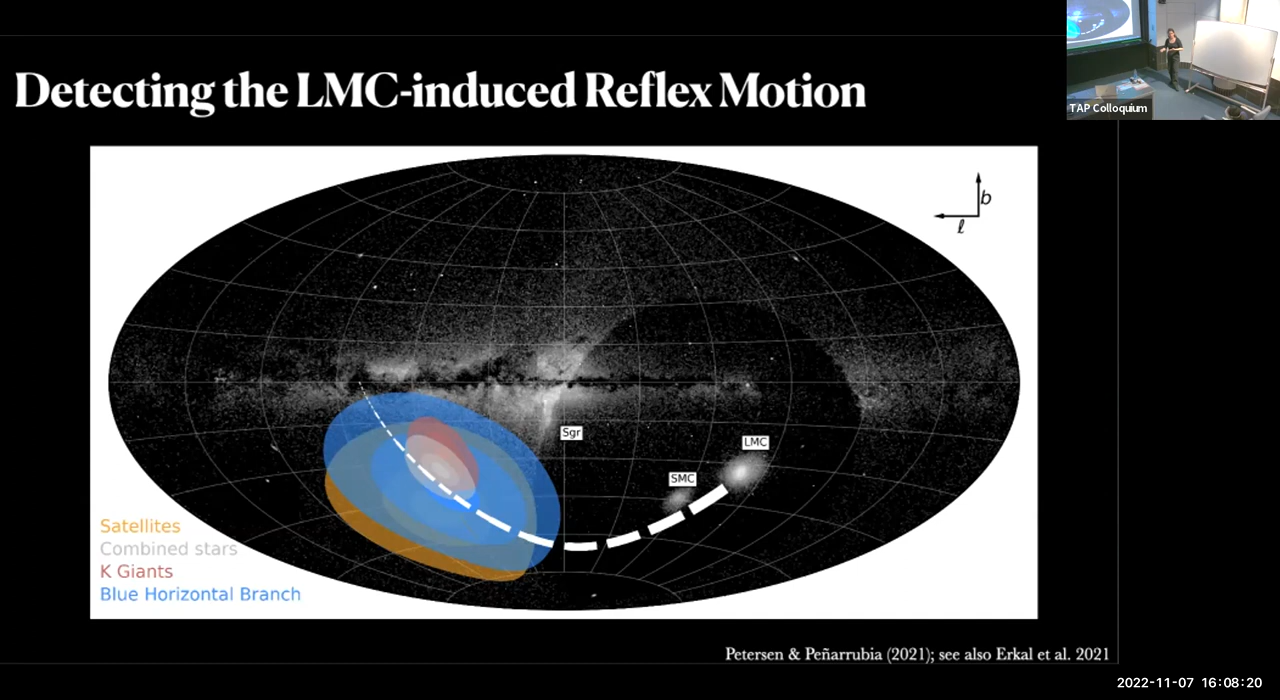 Detecting the LMC-induced Reflex Motion
TAP Colloquium
b
ℓ
Sgr
LMC
SMC
Satellites
Combined stars
K Giants
Blue Horizontal Branch
Petersen & Peñarrubia (2021); see also Erkal et al. 2021
2022-11-07 16:08:20